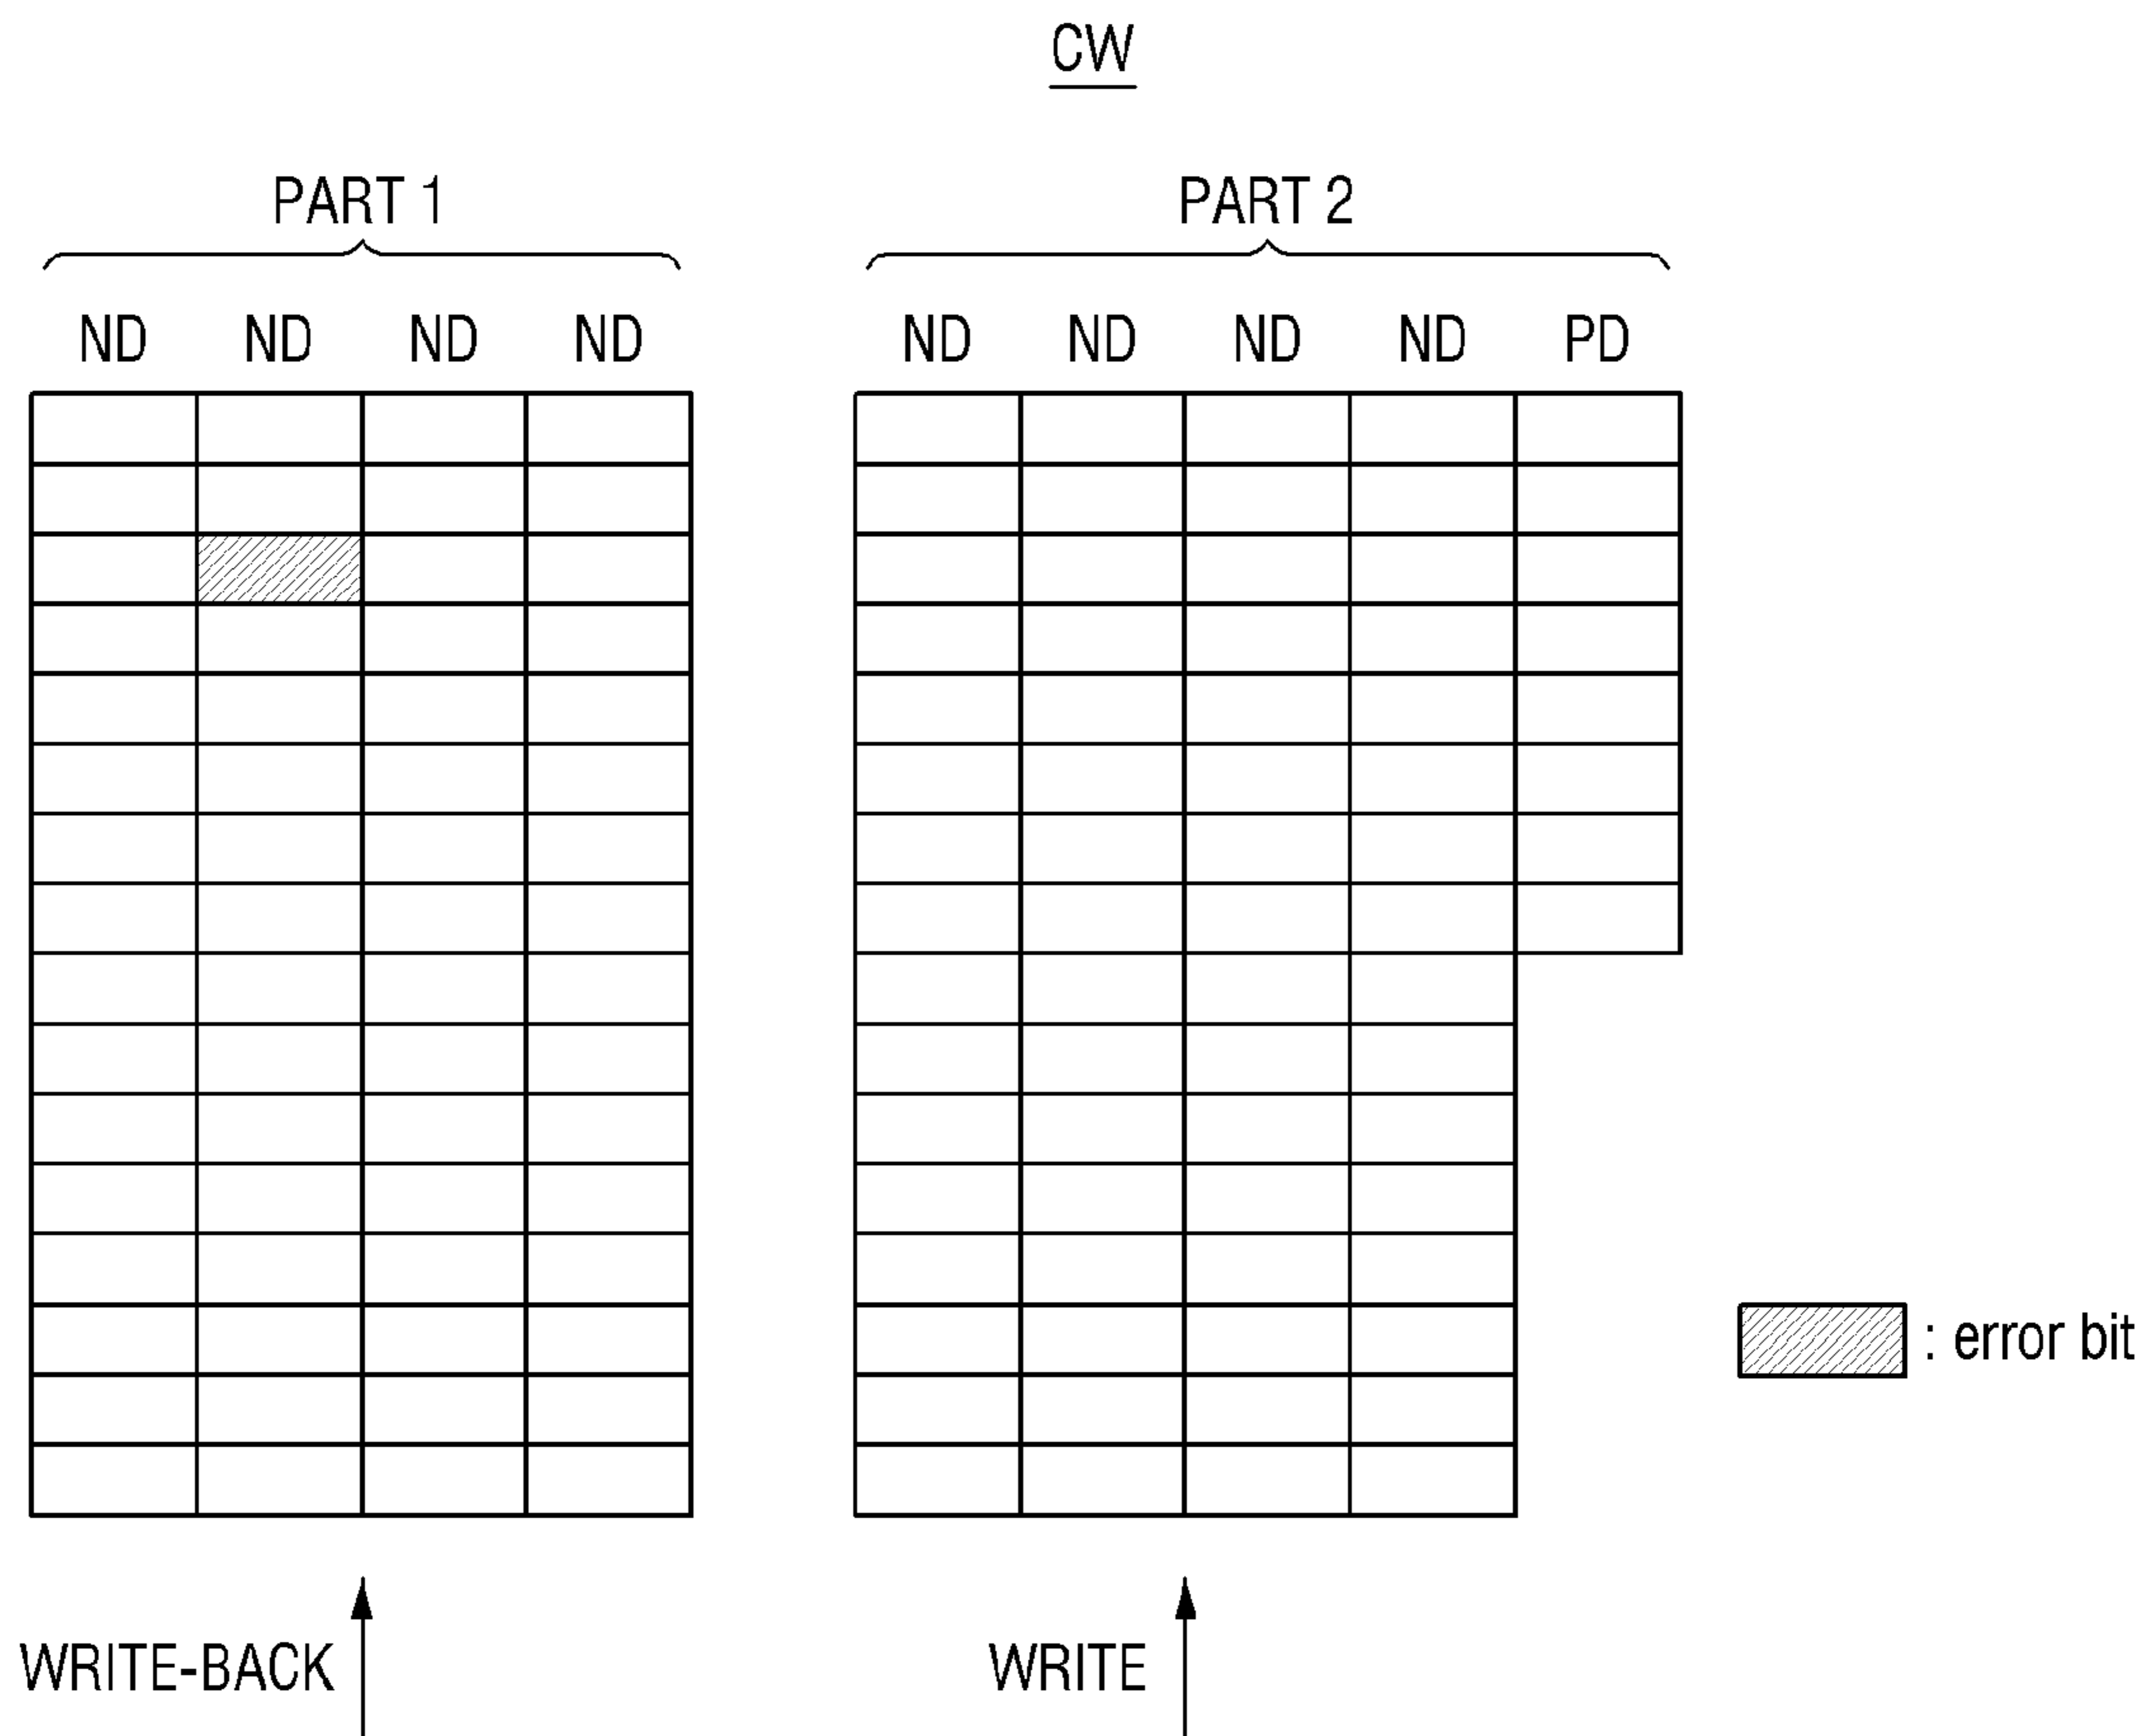 CW
PART 1
PART 2
ND ND ND ND
ND ND ND ND PD
: error bit
WRITE-BACK
WRITE